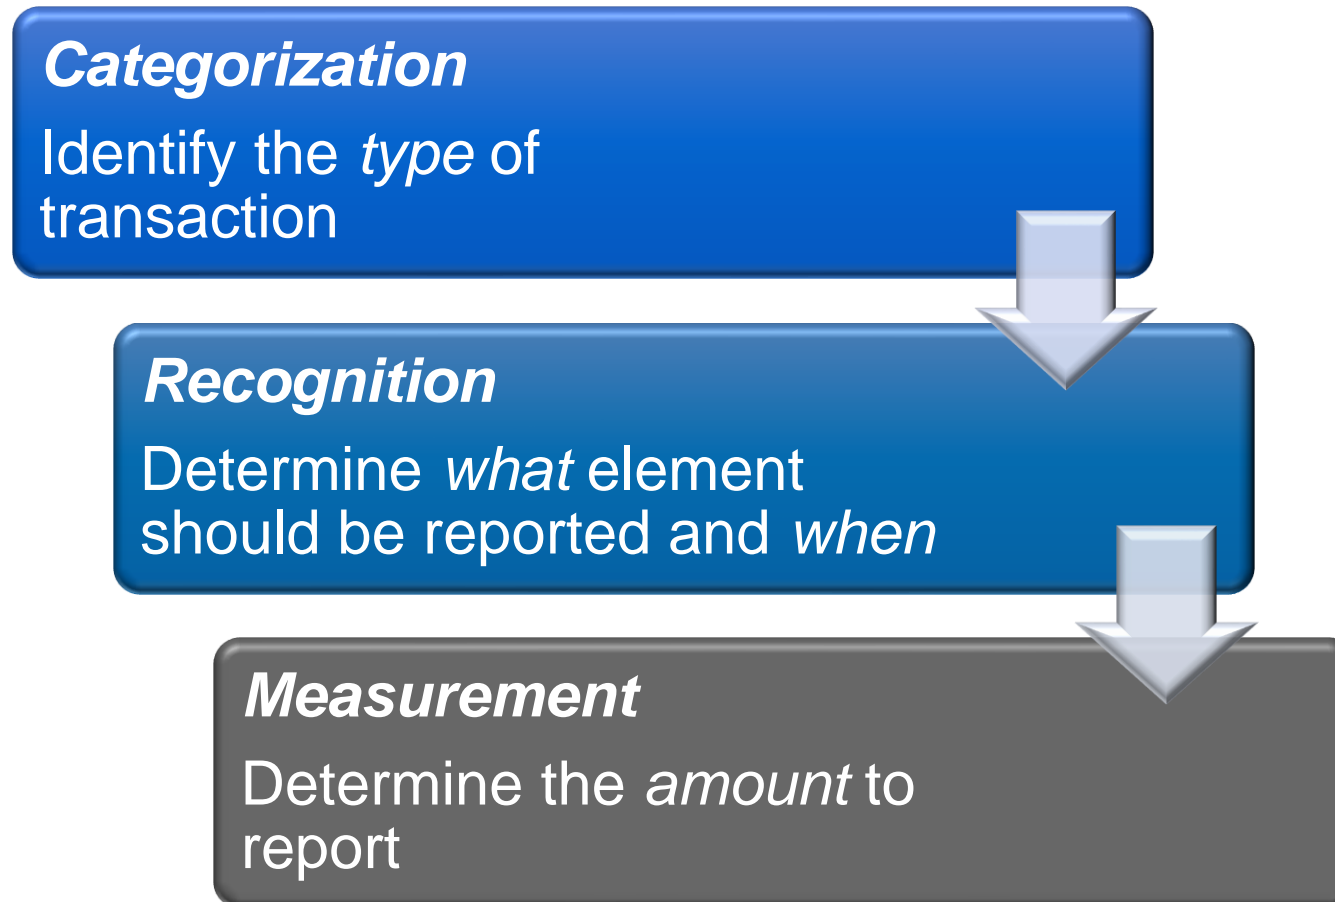 Categorization
Identify the type of
transaction
Recognition
Determine what element
should be reported and when
Measurement
Determine the amount to
report